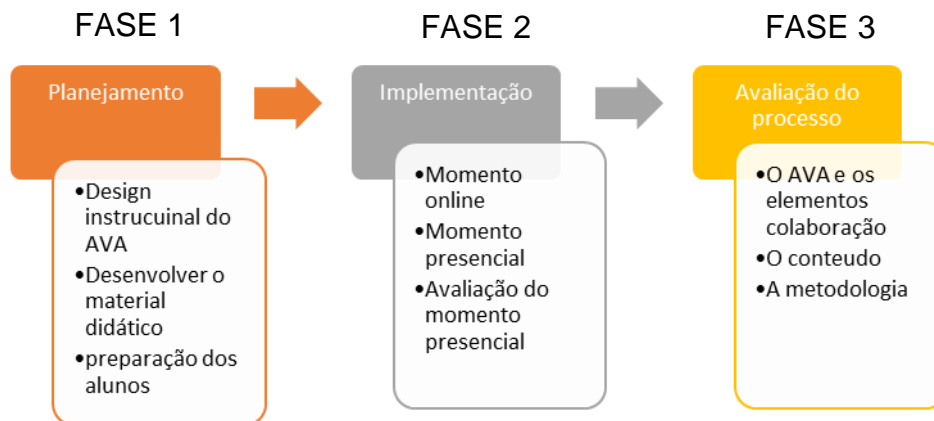 FASE 1
FASE 2
FASE 3
Planejamento
•Design
instrucuinal do
AVA
•Desenvolver o
material
didático
•preparação dos
alunos
Implementação
•Momento
online
•Momento
presencial
•Avaliação do
momento
presencial
Avaliação do
processo
•O AVA e os
elementos
colaboração
•O conteudo
•A metodologia